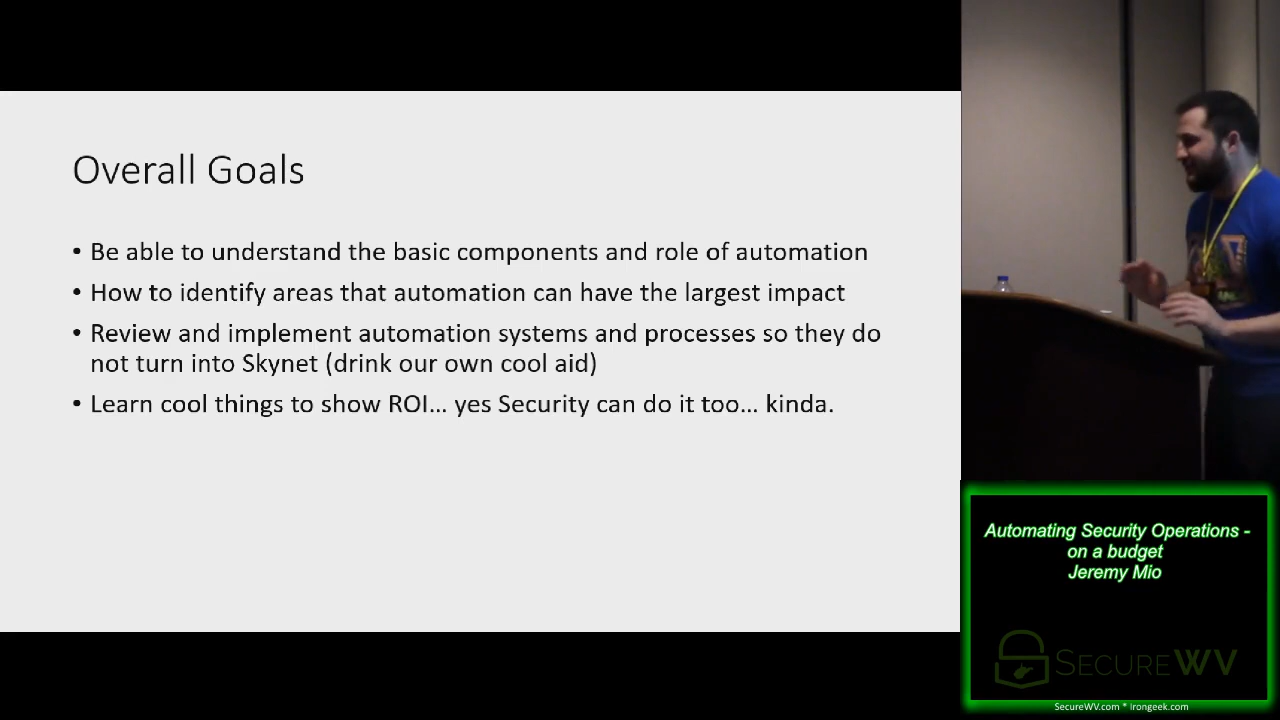 Overall Goals
• Be able to understand the basic components and role of automation
• How to identify areas that automation can have the largest impact
• Review and implement automation systems and processes so they do
not turn into Skynet (drink our own cool aid)
• Learn cool things to show ROI... yes Security can do it too... kinda.
Automating Security Operations -
on a budget
Jeremy Mio
SECUREWV
SecureWV.com * Irongeek.com